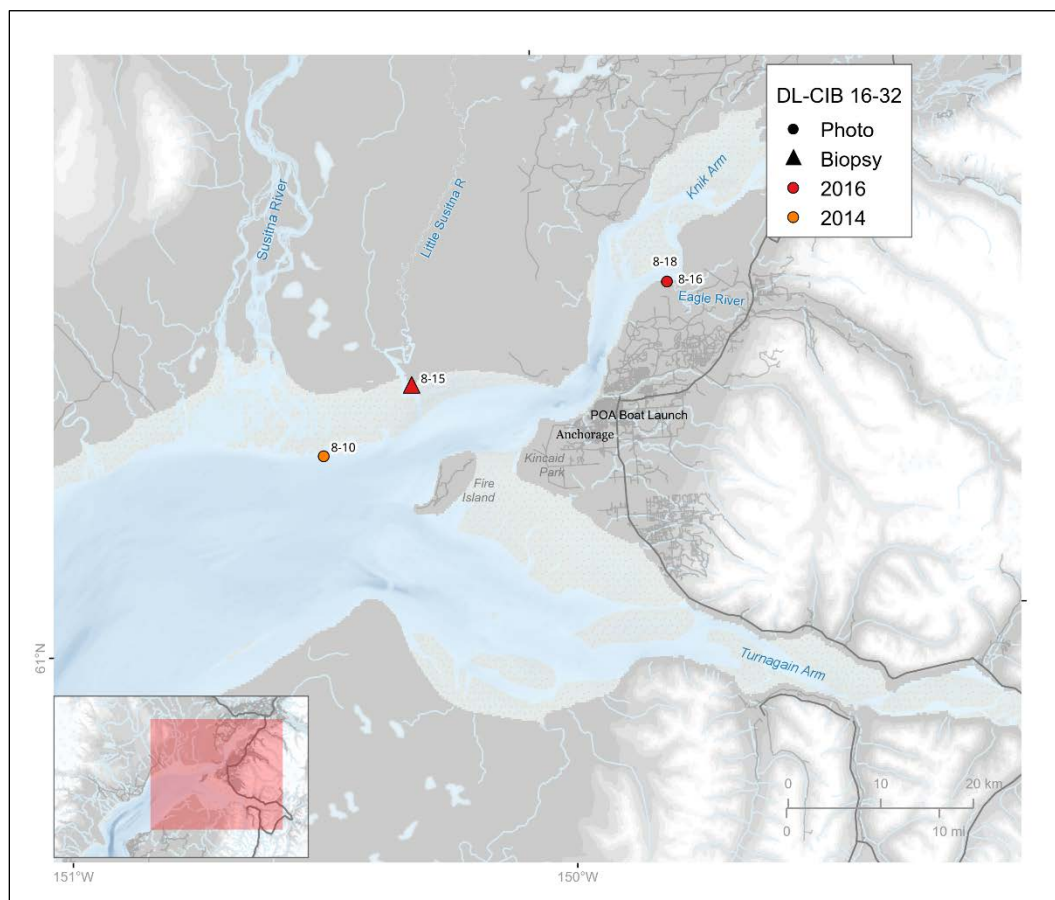 DL-CIB 16-32
Photo
Biopsy
2016
2014
Knik Arm
Susitna River
Little Susitna R
8-18
8-16
Eagle River
8-15
POA Boat Launch
Anchorage
8-10
Kincaid
Park
Fire
Island
61°N
Turnagain Arm
0 10 20 km
0 10 mi
151°W
150°W